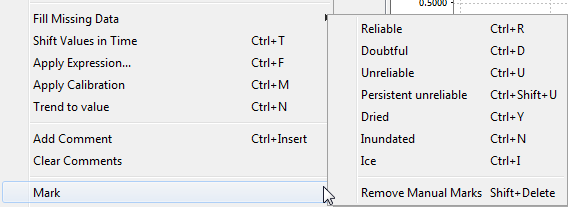 0.5000
Fill Missing Data
Shift Values in Time Ctrl+T
Apply Expression... Ctrl+F
Apply Calibration Ctrl+M
Trend to value Ctrl+N
Add Comment Ctrl+Insert
Clear Comments
Mark
Reliable Ctrl+R
Doubtful Ctrl+D
Unreliable Ctrl+U
Persistent unreliable Ctrl+Shift+U
Dried Ctrl+Y
Inundated Ctrl+N
Ice Ctrl+I
Remove Manual Marks Shift+Delete